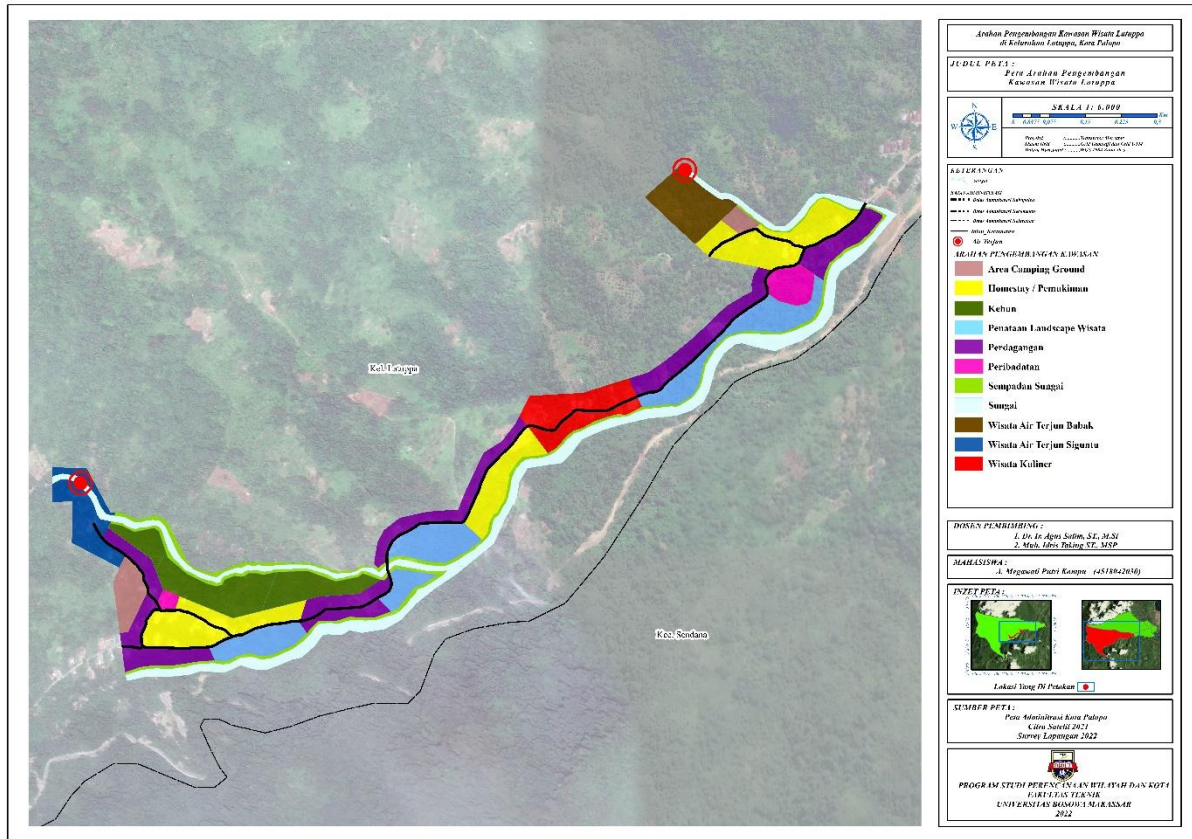 Kel. Latuppa
Kec. Sendana
Arahan Pengembangan Kawasan Wisata Latuppa
di Kelurahan Latuppa, Kota Palopo
JUDUL PETA :
Peta Arahan Pengembangan
Kawasan Wisata Latuppa
N
W E
S
SKALA 1: 6.000
KETERANGAN
Air Terjun
ARAHAN PENGEMBANGAN KAWASAN
Area Camping Ground
Homestay / Pemukiman
Kebun
Penataan Landscape Wisata
Perdagangan
Peribadatan
Sempadan Sungai
Sungai
Wisata Air Terjun Babak
Wisata Air Terjun Siguntu
Wisata Kuliner
DOSEN PEMBIMBING :
1. Dr. Ir. Agus Salim, ST., M.SI
2. Muh. Idris Taking ST., MSP
MAHASISWA :
A. Megawati Putri Kampu (4518042030)
INZET PETA :
Lokasi Yang Di Petakan
SUMBER PETA :
Peta Adminitrasi Kota Palopo
Citra Satelit 2021
Survey Lapangan 2022
PROGRAM STUDI PERENCANAAN WILAYAH DAN KOTA
FAKULTAS TEKNIK
UNIVERSITAS BOSOWA MAKASSAR
2022